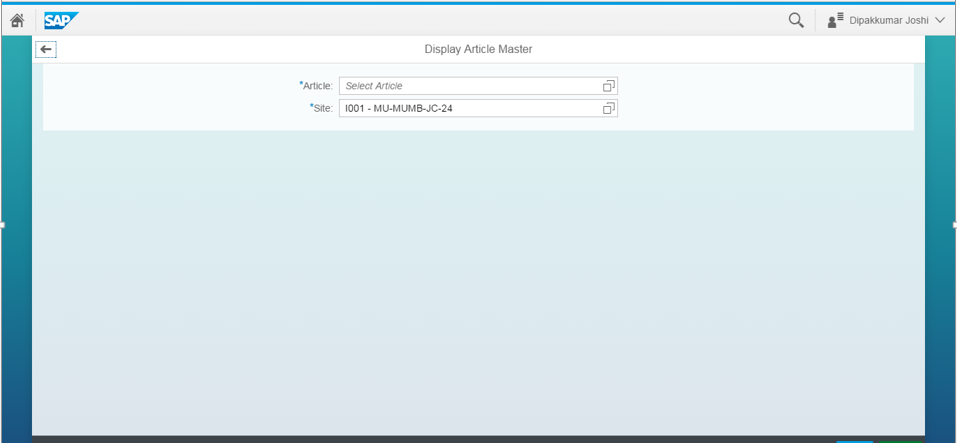 SAP
Dipakkumar Joshi
Display Article Master
*Article: Select Article
*Site: I001 - MU-MUMB-JC-24